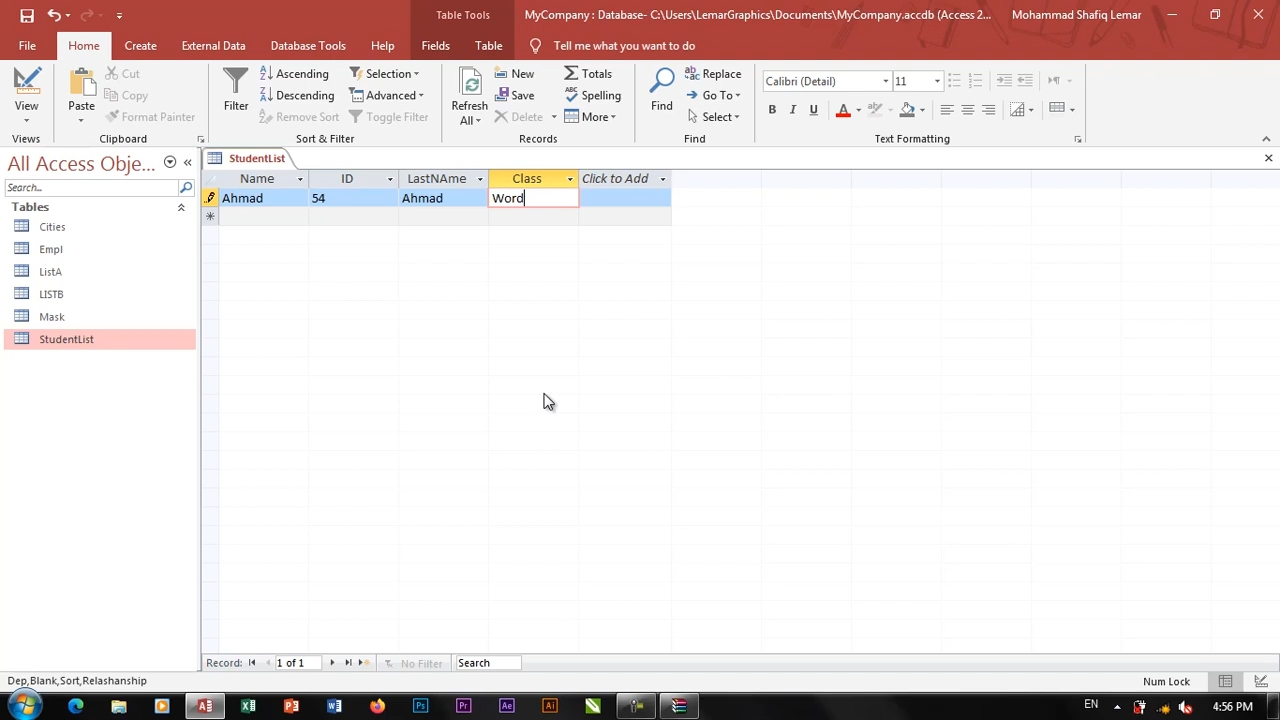 Table Tools
MyCompany : Database- C:\Users\LemarGraphics\Documents\MyCompany.accdb (Access 2...
Mohammad Shafiq Lemar
File
Home
Create
External Data
Database Tools
Help
Fields
Table
Tell me what you want to do
View
Views
Paste
Cut
Copy
Format Painter
Clipboard
Filter
Ascending
Descending
Remove Sort
Selection
Advanced
Toggle Filter
Sort & Filter
Refresh
All
New
Save
Delete
Totals
Spelling
More
Records
Find
Replace
Go To
Select
Find
Calibri (Detail)
11
B I U
A
Text Formatting
All Access Obje...
Search...
Tables
Cities
Empl
ListA
LISTB
Mask
StudentList
StudentList
Name ID LastNAme Class Click to Add
Ahmad 54 Ahmad Word
Record:
1 of 1
No Filter
Search
Dep,Blank,Sort,Relashanship
Num Lock
EN
4:56 PM